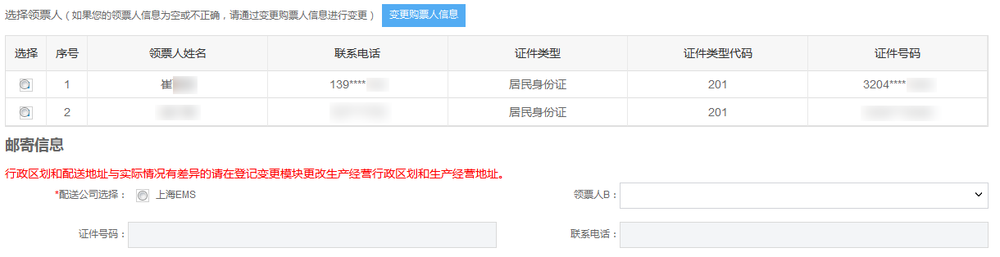 选择领票人（如果您的领票人信息为空或不正确，请通过变更购票人信息进行变更） 变更购票人信息
选择 序号 领票人姓名 联系电话 证件类型 证件类型代码 证件号码
1 崔 139**** 居民身份证 201 3204****
2 居民身份证 201
邮寄信息
行政区划和配送地址与实际情况有差异的请在登记变更模块更改生产经营行政区划和生产经营地址。
*配送公司选择： 上海EMS 领票人B：
证件号码： 联系电话：